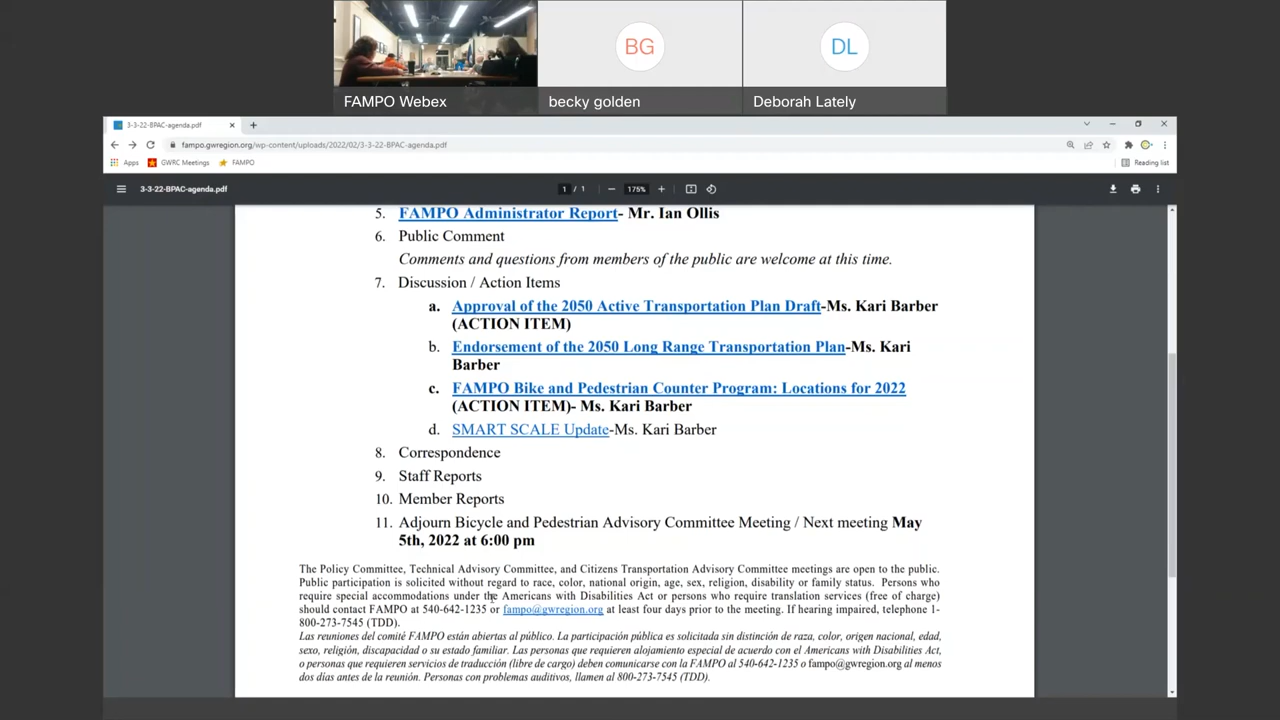 BG
DL
FAMPO Webex
becky golden
Deborah Lately
3-3-22-BPAC-agenda.pdf
fampo.gwregion.org/wp-content/uploads/2022/02/3-3-22-BPAC-agenda.pdf
Apps GWRC Meetings FAMPO Reading list
3-3-22-BPAC-agenda.pdf 1 / 1 175%
5. FAMPO Administrator Report- Mr. Ian Ollis
6. Public Comment
Comments and questions from members of the public are welcome at this time.
7. Discussion / Action Items
a. Approval of the 2050 Active Transportation Plan Draft-Ms. Kari Barber
(ACTION ITEM)
b. Endorsement of the 2050 Long Range Transportation Plan-Ms. Kari
Barber
c. FAMPO Bike and Pedestrian Counter Program: Locations for 2022
(ACTION ITEM)- Ms. Kari Barber
d. SMART SCALE Update-Ms. Kari Barber
8. Correspondence
9. Staff Reports
10. Member Reports
11. Adjourn Bicycle and Pedestrian Advisory Committee Meeting / Next meeting May
5th, 2022 at 6:00 pm
The Policy Committee, Technical Advisory Committee, and Citizens Transportation Advisory Committee meetings are open to the public.
Public participation is solicited without regard to race, color, national origin, age, sex, religion, disability or family status. Persons who
require special accommodations under the Americans with Disabilities Act or persons who require translation services (free of charge)
should contact FAMPO at 540-642-1235 or fampo@gwregion.org at least four days prior to the meeting. If hearing impaired, telephone 1-
800-273-7545 (TDD).
Las reuniones del comité FAMPO están abiertas al público. La participación pública es solicitada sin distinción de raza, color, origen nacional, edad,
sexo, religión, discapacidad o su estado familiar. Las personas que requieren alojamiento especial de acuerdo con el Americans with Disabilities Act,
o personas que requieren servicios de traducción (libre de cargo) deben comunicarse con la FAMPO al 540-642-1235 o fampo@gwregion.org al menos
dos días antes de la reunión. Personas con problemas auditivos, llamen al 800-273-7545 (TDD).